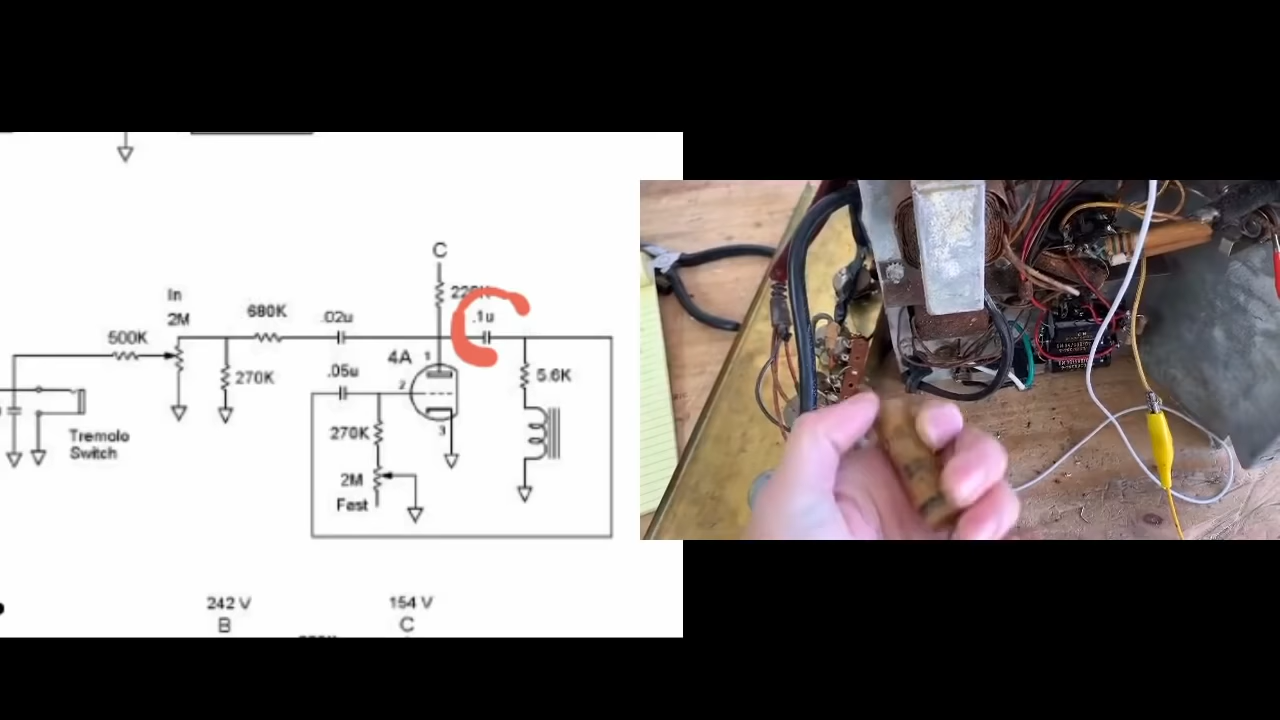 C
In
2M
680K
.02u
.1u
500K
270K
4A
1
5.6K
.05u
2
3
270K
2M
Fast
Tremolo
Switch
242 V
154 V
B
C